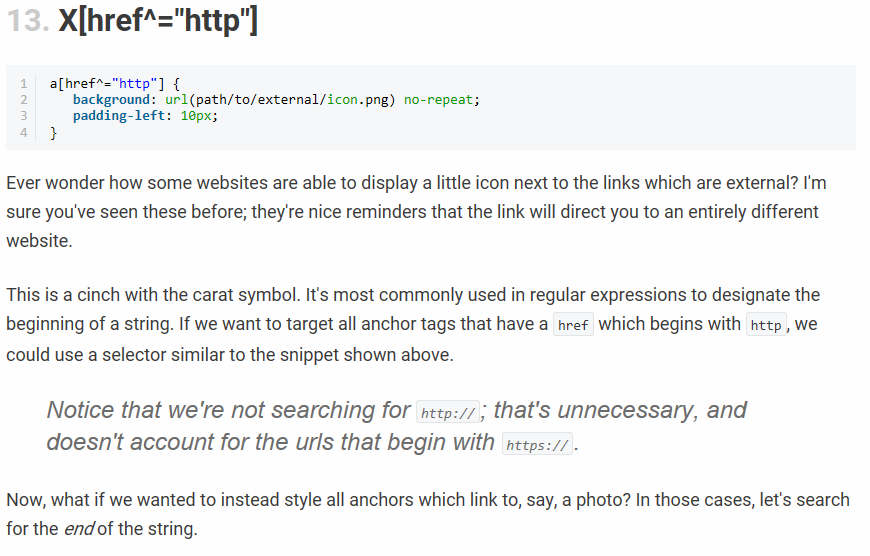 13. X[href^="http"]
1 a[href^="http"] {
2    background: url(path/to/external/icon.png) no-repeat;
3    padding-left: 10px;
4 }
Ever wonder how some websites are able to display a little icon next to the links which are external? I'm
sure you've seen these before; they're nice reminders that the link will direct you to an entirely different
website.
This is a cinch with the carat symbol. It's most commonly used in regular expressions to designate the
beginning of a string. If we want to target all anchor tags that have a href which begins with http, we
could use a selector similar to the snippet shown above.
Notice that we're not searching for http://; that's unnecessary, and
doesn't account for the urls that begin with https://.
Now, what if we wanted to instead style all anchors which link to, say, a photo? In those cases, let's search
for the end of the string.